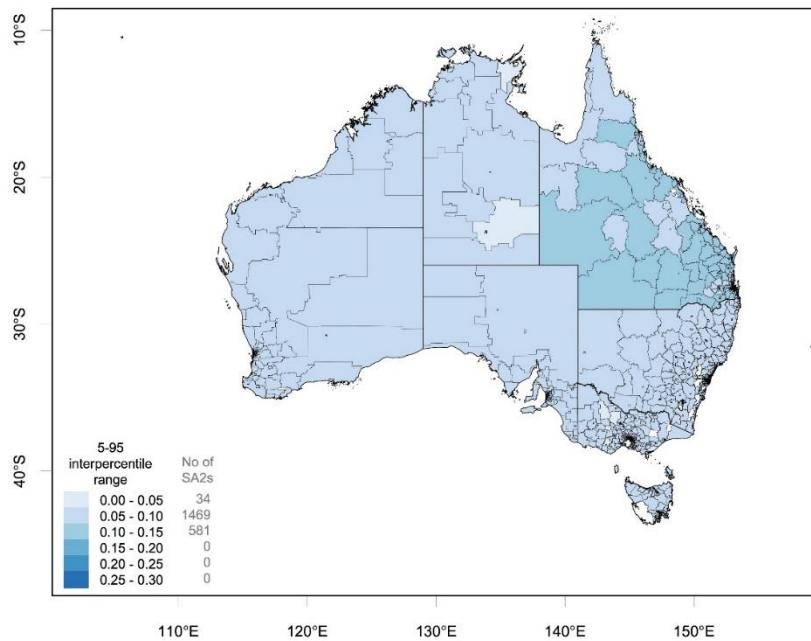 10°S
20°S
30°S
40°S
5-95
interpercentile
range
No of
SA2s
0.00 - 0.05 34
0.05 - 0.10 1469
0.10 - 0.15 581
0.15 - 0.20 0
0.20 - 0.25 0
0.25 - 0.30 0
110°E 120°E 130°E 140°E 150°E